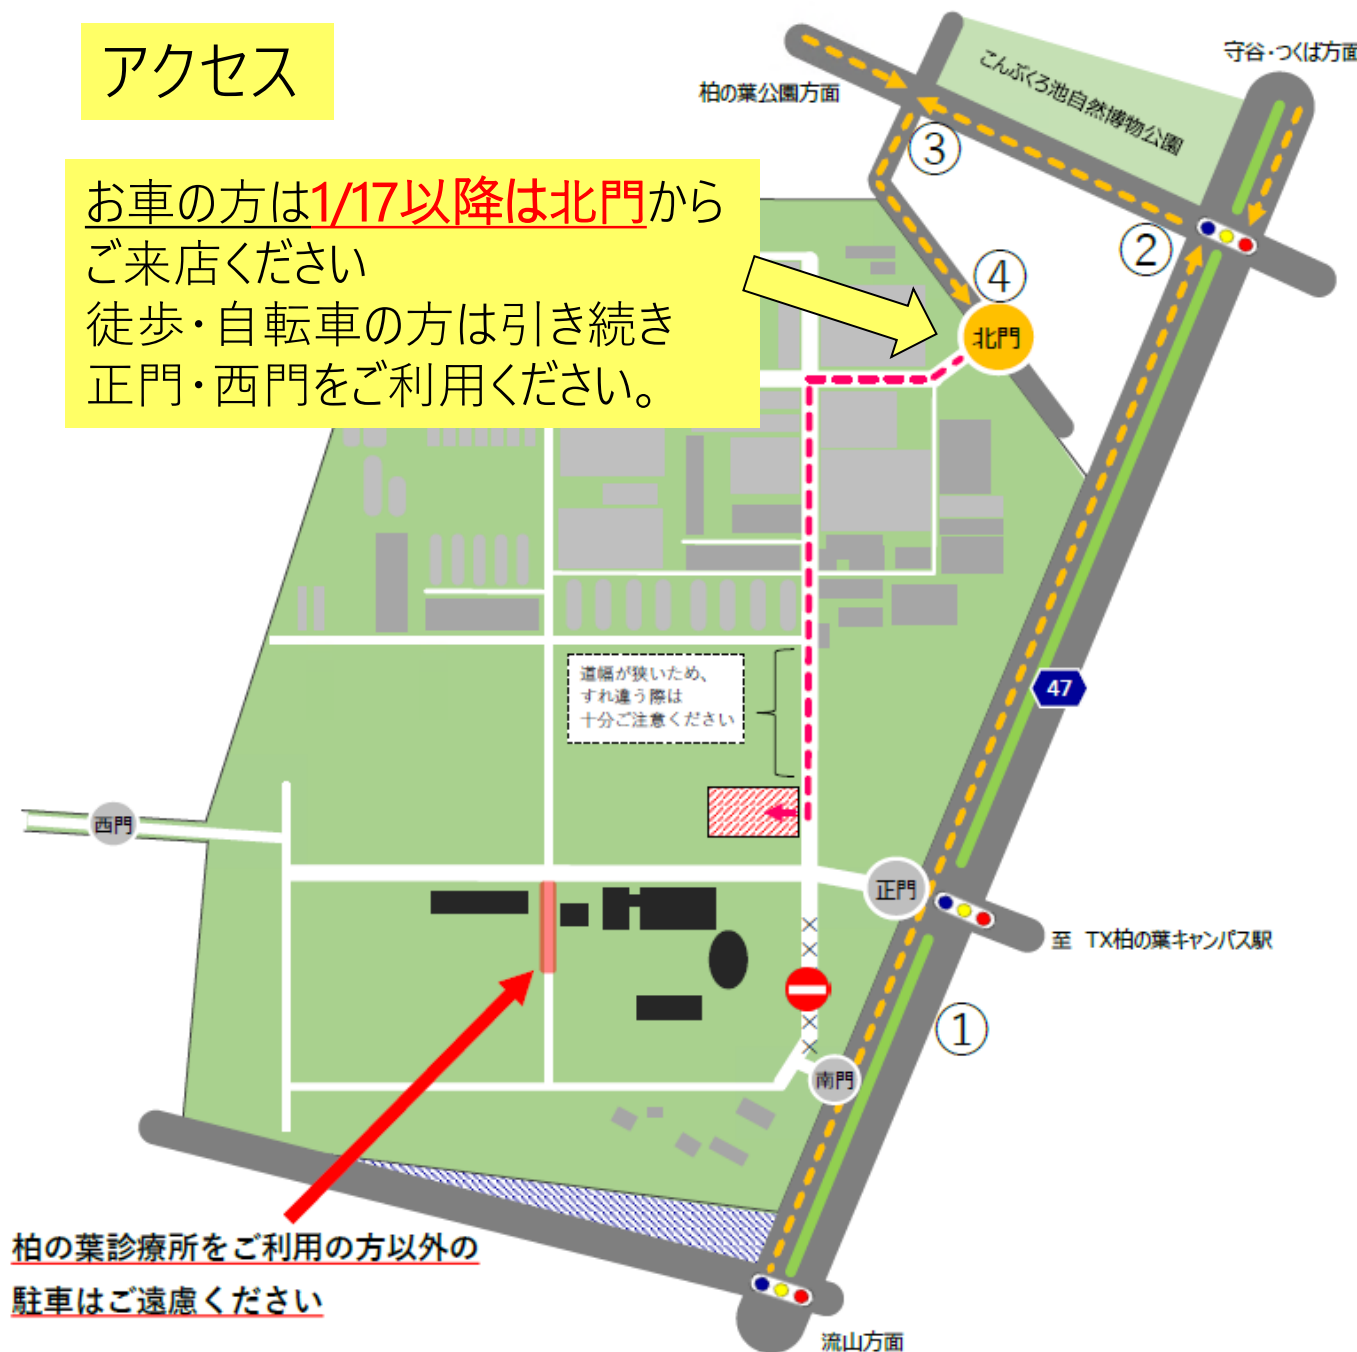 アクセス
お車の方は1/17以降は北門から
ご来店ください
徒歩・自転車の方は引き続き
正門・西門をご利用ください。
柏の葉公園方面
こんぶくろ池自然博物公園
守谷・つくば方面
③
②
④
北門
道幅が狭いため、
すれ違う際は
十分ご注意ください
47
西門
正門
至 TX柏の葉キャンパス駅
①
南門
柏の葉診療所をご利用の方以外の
駐車はご遠慮ください
流山方面